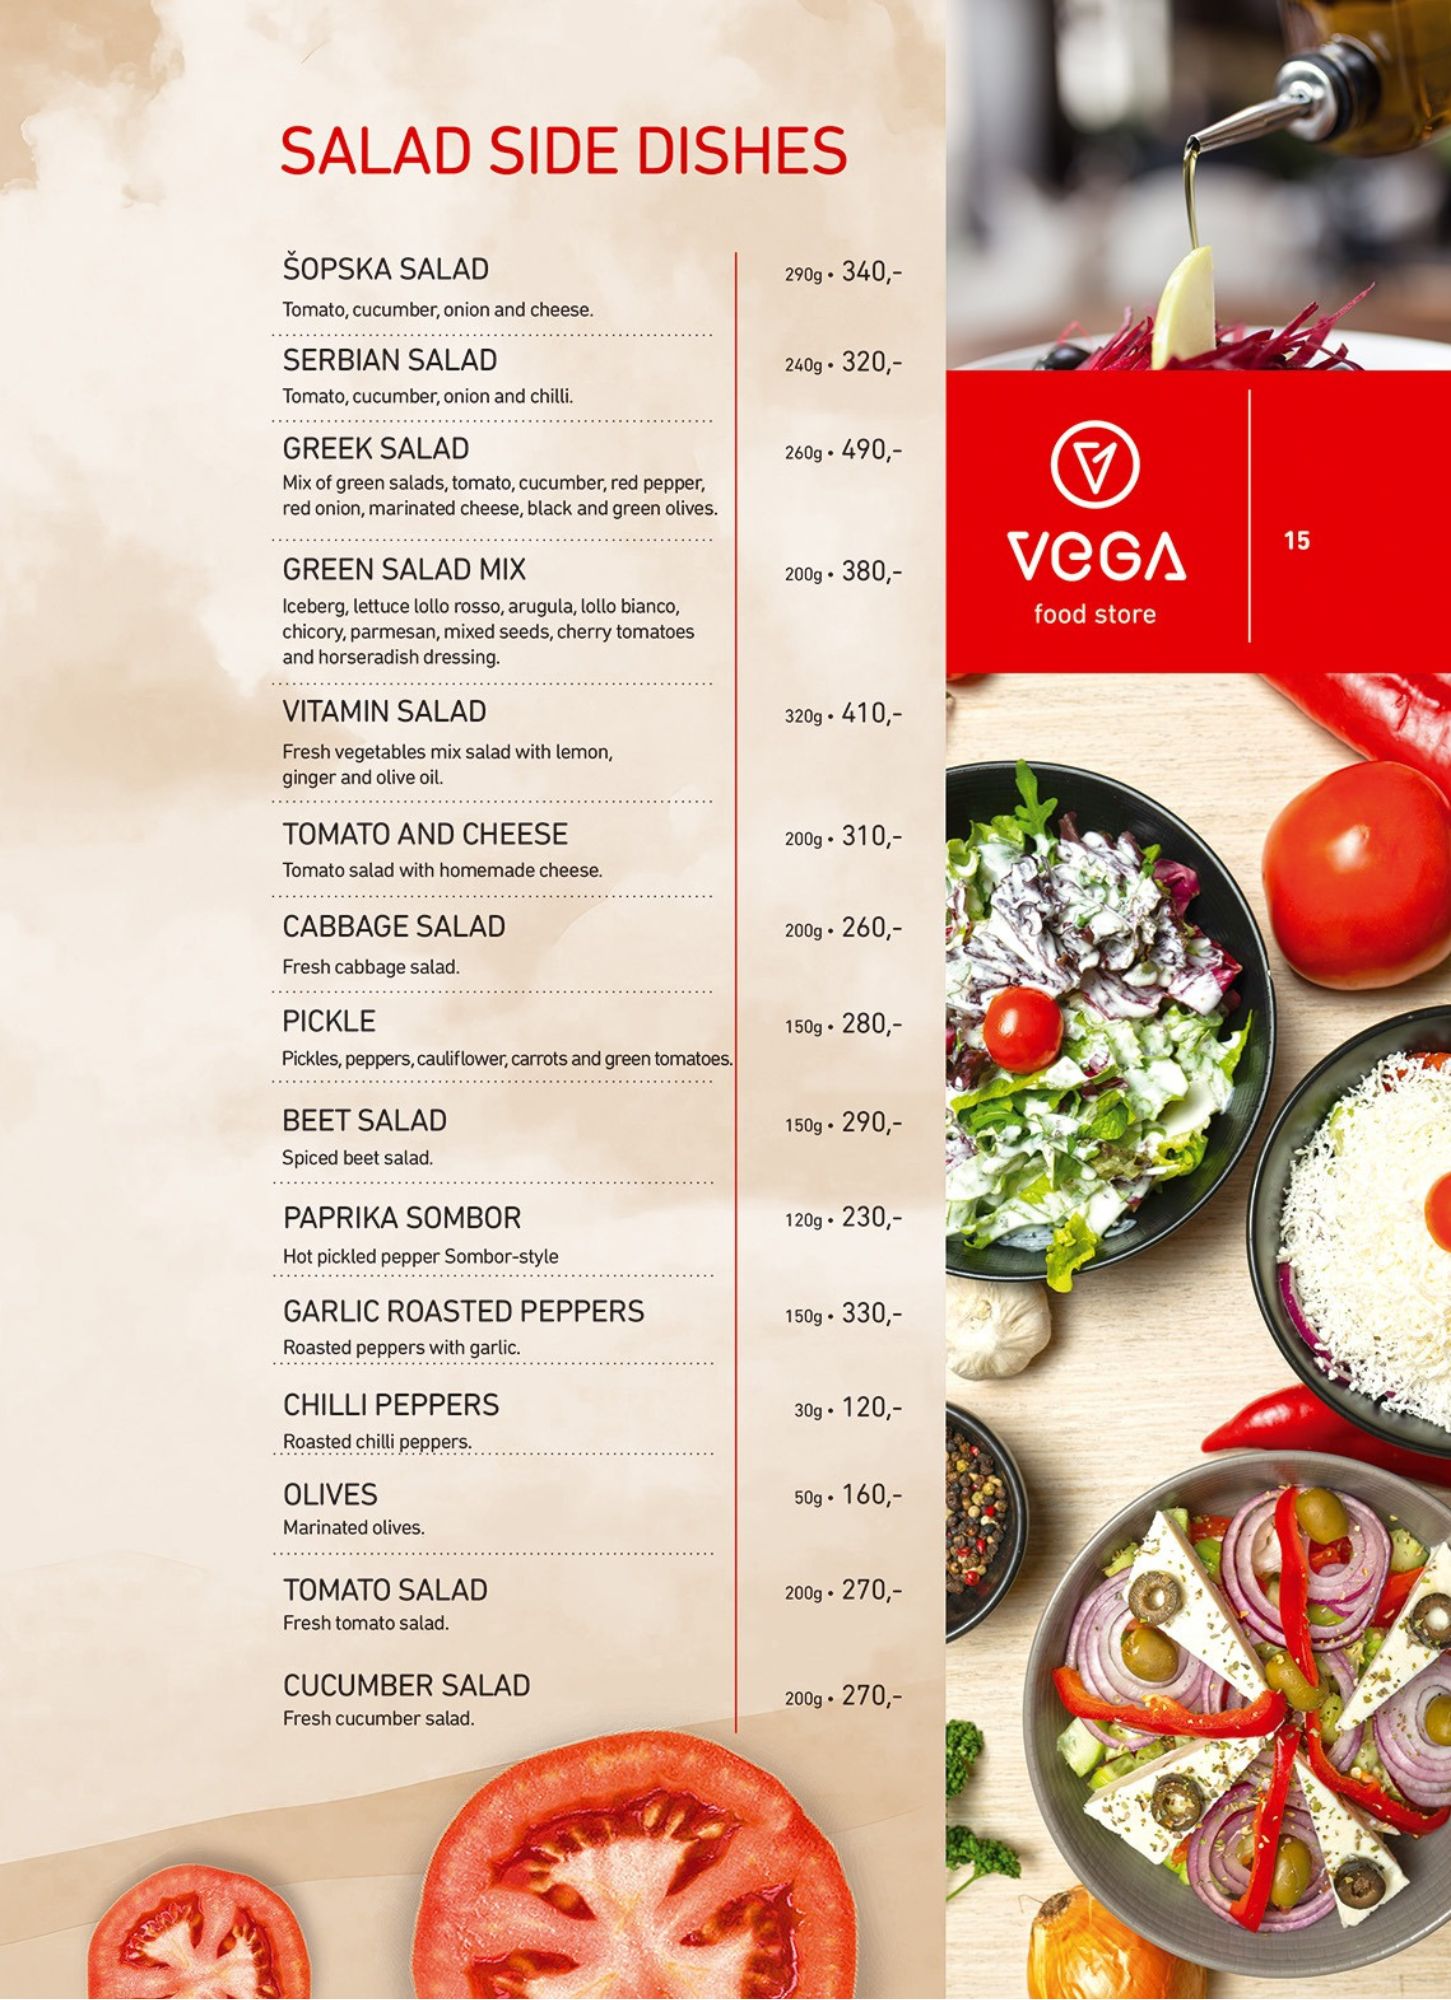 SALAD SIDE DISHES
ŠOPSKA SALAD
290g • 340,-
Tomato, cucumber, onion and cheese.
SERBIAN SALAD
240g • 320,-
Tomato, cucumber, onion and chilli.
GREEK SALAD
260g • 490,-
Mix of green salads, tomato, cucumber, red pepper,
red onion, marinated cheese, black and green olives.
GREEN SALAD MIX
200g • 380,-
Iceberg, lettuce lollo rosso, arugula, lollo bianco,
chicory, parmesan, mixed seeds, cherry tomatoes
and horseradish dressing.
VITAMIN SALAD
320g • 410,-
Fresh vegetables mix salad with lemon,
ginger and olive oil.
TOMATO AND CHEESE
200g • 310,-
Tomato salad with homemade cheese.
CABBAGE SALAD
200g • 260,-
Fresh cabbage salad.
PICKLE
150g • 280,-
Pickles, peppers, cauliflower, carrots and green tomatoes.
BEET SALAD
150g • 290,-
Spiced beet salad.
PAPRIKA SOMBOR
120g • 230,-
Hot pickled pepper Sombor-style
GARLIC ROASTED PEPPERS
150g • 330,-
Roasted peppers with garlic.
CHILLI PEPPERS
30g • 120,-
Roasted chilli peppers.
OLIVES
50g • 160,-
Marinated olives.
TOMATO SALAD
200g • 270,-
Fresh tomato salad.
CUCUMBER SALAD
200g • 270,-
Fresh cucumber salad.
VeGA
food store
15